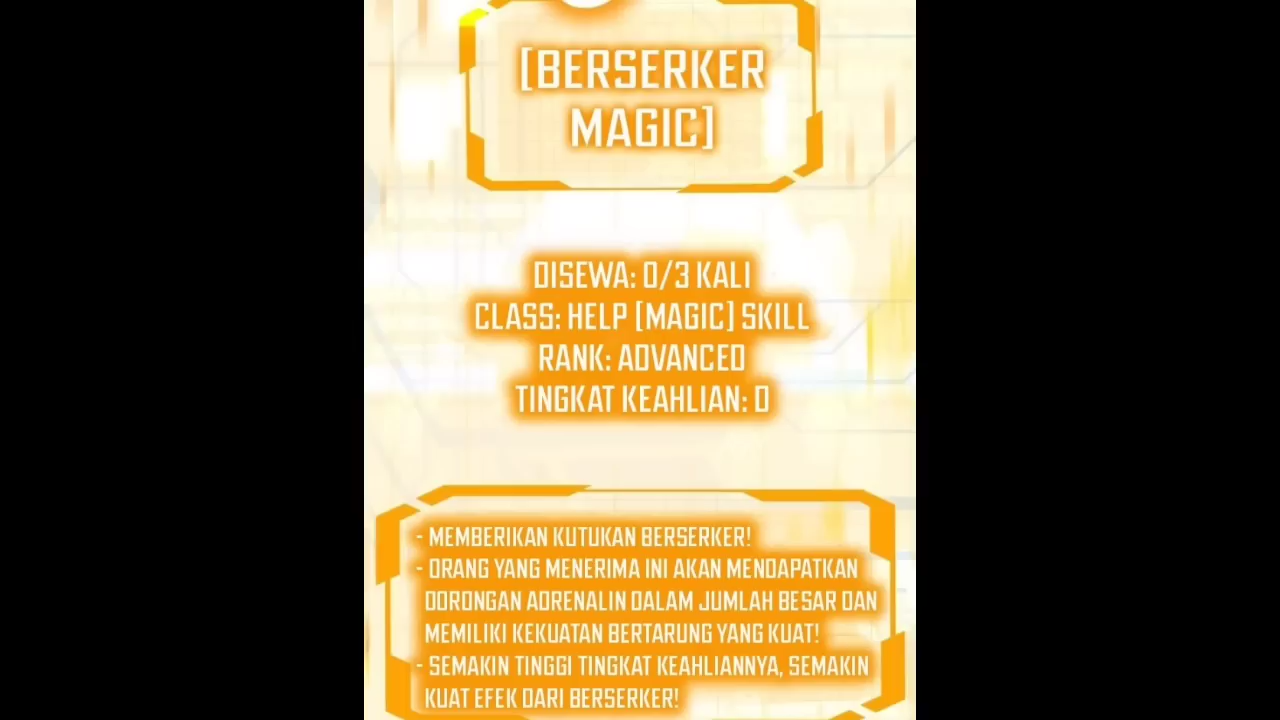 [BERSERKER
MAGIC]
DISEWA: 0/3 KALI
CLASS: HELP [MAGIC] SKILL
RANK: ADVANCED
TINGKAT KEAHLIAN: 0
- MEMBERIKAN KUTUKAN BERSERKER!
- ORANG YANG MENERIMA INI AKAN MENDAPATKAN
DORONGAN ADRENALIN DALAM JUMLAH BESAR DAN
MEMILIKI KEKUATAN BERTARUNG YANG KUAT!
- SEMAKIN TINGGI TINGKAT KEAHLIANNYA, SEMAKIN
KUAT EFEK DARI BERSERKER!